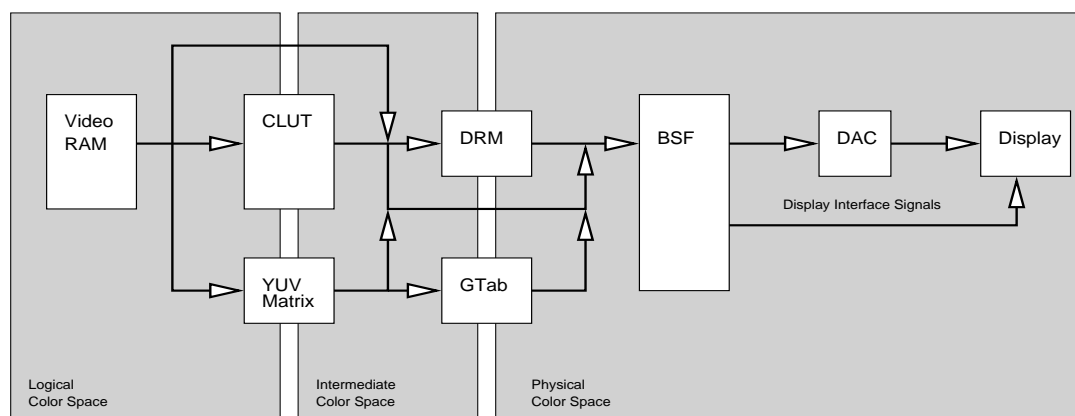 Video
RAM
CLUT
DRM
BSF
DAC
Display
Display Interface Signals
YUV
Matrix
GTab
Logical
Color Space
Intermediate
Color Space
Physical
Color Space